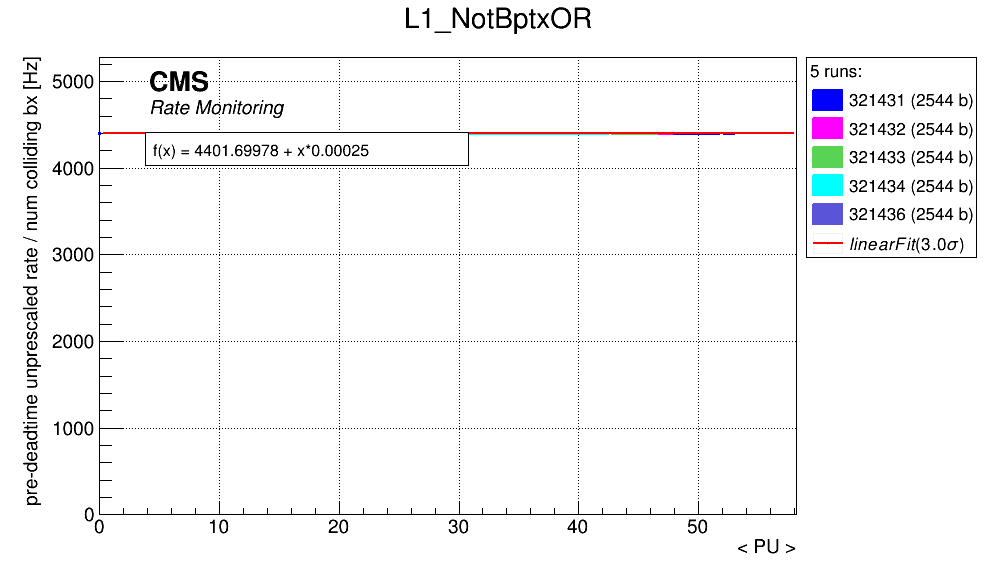 L1_NotBptxOR
pre-deadtime unprescaled rate / num colliding bx [Hz]
CMS
Rate Monitoring
f(x) = 4401.69978 + x*0.00025
5000
4000
3000
2000
1000
0
0 10 20 30 40 50
< PU >
5 runs:
321431 (2544 b)
321432 (2544 b)
321433 (2544 b)
321434 (2544 b)
321436 (2544 b)
linearFit(3.0σ)